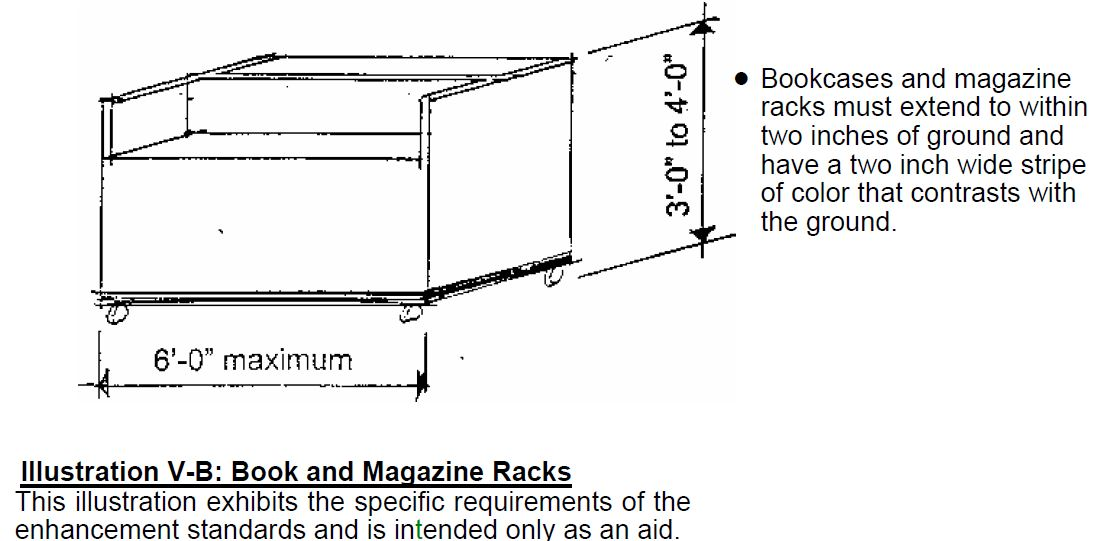 3'-0" to 4'-0"
● Bookcases and magazine
racks must extend to within
two inches of ground and
have a two inch wide stripe
of color that contrasts with
the ground.
6’-0” maximum
Illustration V-B: Book and Magazine Racks
This illustration exhibits the specific requirements of the
enhancement standards and is intended only as an aid.